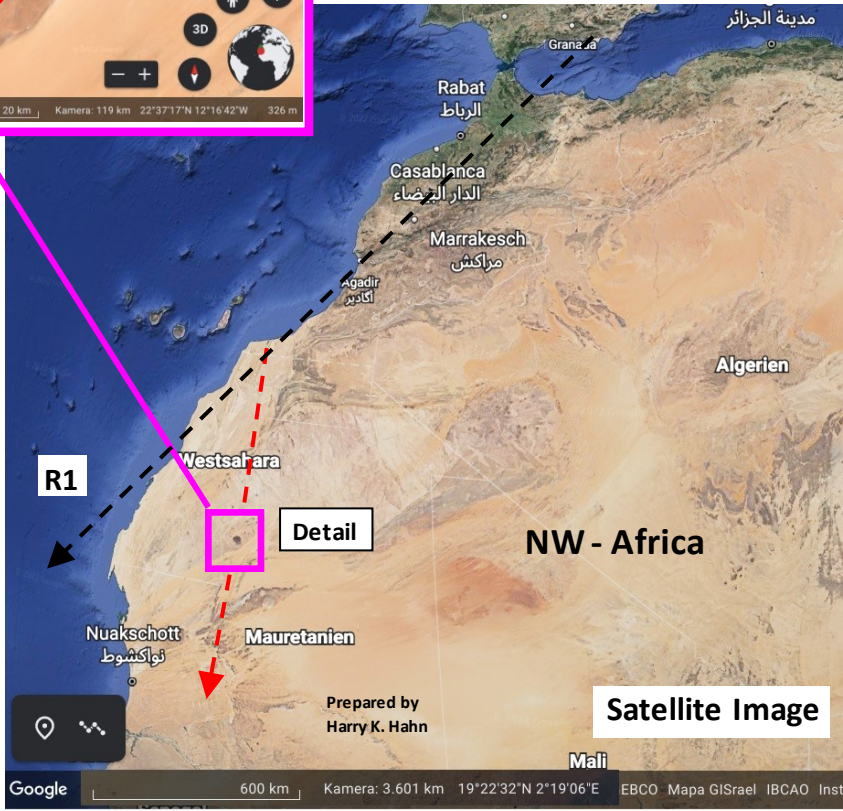 3D
20 km
Kamera: 119 km
22°37'17"N 12°16'42"W
326 m
مدينة الجزائر
Granada
Rabat
الرباط
Casablanca
الدار البيضاء
Marrakesch
مراكش
Agadir
أكادير
Algerien
Westsahara
R1
Detail
NW - Africa
Nuakschott
نواكشوط
Mauretanien
Prepared by
Harry K. Hahn
Satellite Image
Mali
Google
600 km
Kamera: 3.601 km
19°22'32"N 2°19'06"E
EBCO Mapa GISrael IBCAO Inst